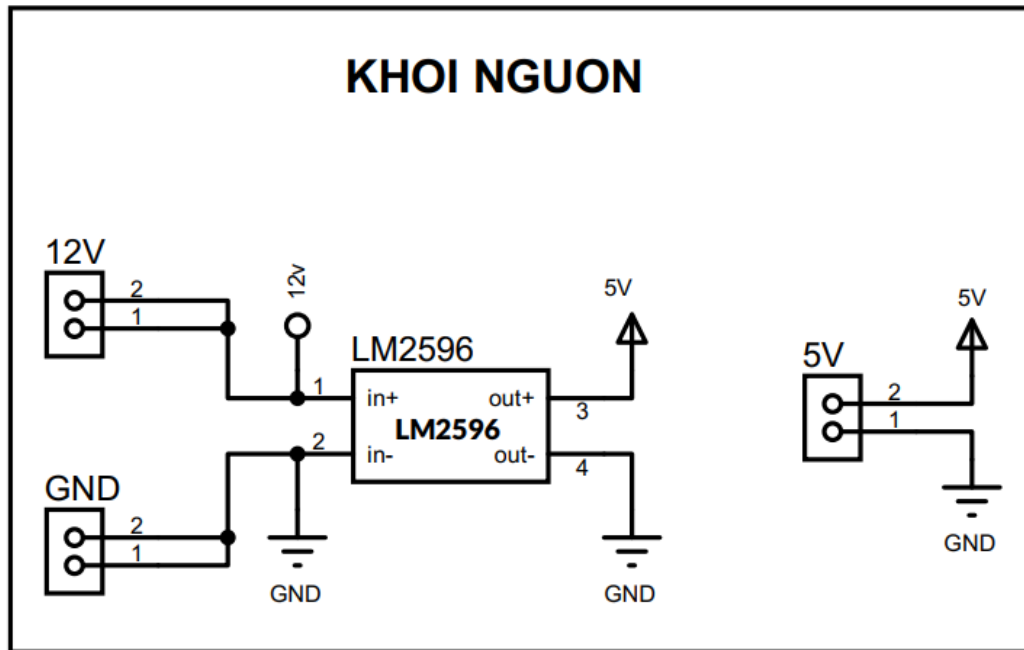 KHOI NGUON
12V
2
1
12v
LM2596
1
in+
2
in-
LM2596
out+
3
out-
4
5V
GND
2
1
GND
GND
5V
5V
2
1
GND